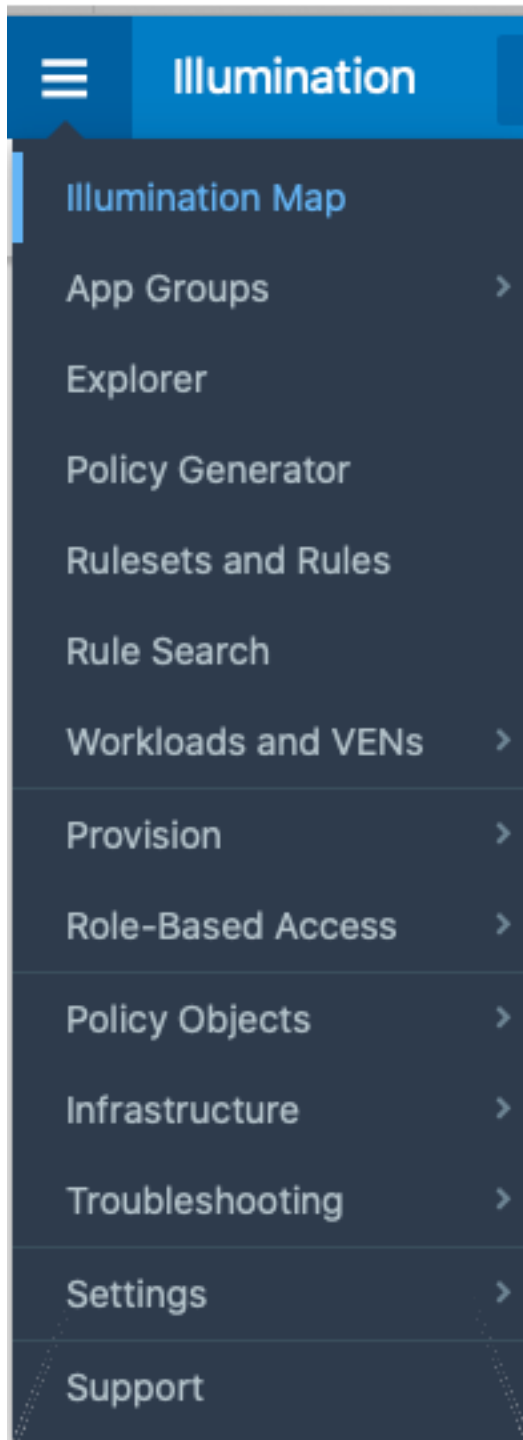 Illumination
Illumination Map
App Groups
Explorer
Policy Generator
Rulesets and Rules
Rule Search
Workloads and VENs
Provision
Role-Based Access
Policy Objects
Infrastructure
Troubleshooting
Settings
Support